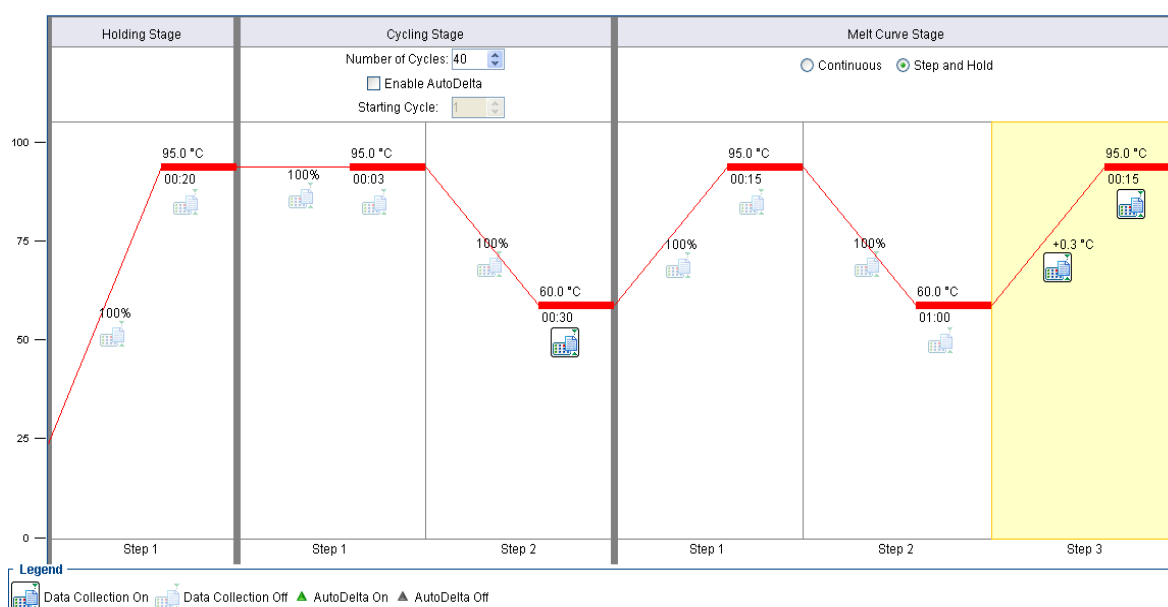 Holding Stage
Cycling Stage
Melt Curve Stage
Number of Cycles: 40
Enable AutoDelta
Starting Cycle: 1
Continuous
Step and Hold
100
75
50
25
0
95.0 °C
00:20
100%
95.0 °C
00:03
100%
100%
60.0 °C
00:30
95.0 °C
00:15
100%
100%
60.0 °C
01:00
95.0 °C
00:15
+0.3 °C
Step 1
Step 1
Step 2
Step 1
Step 2
Step 3
Legend
Data Collection On
Data Collection Off
AutoDelta On
AutoDelta Off